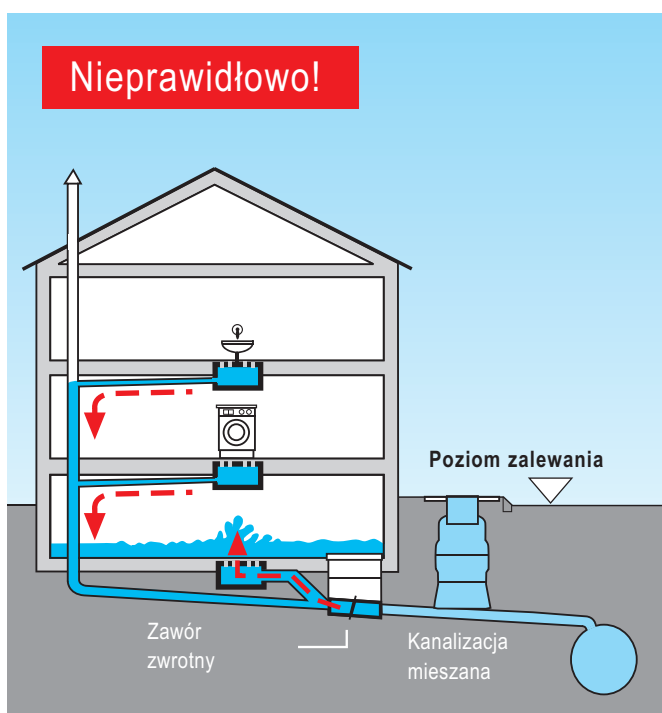 Nieprawidłowo!
Poziom zalewania
Zawór
zwrotny
Kanalizacja
mieszana